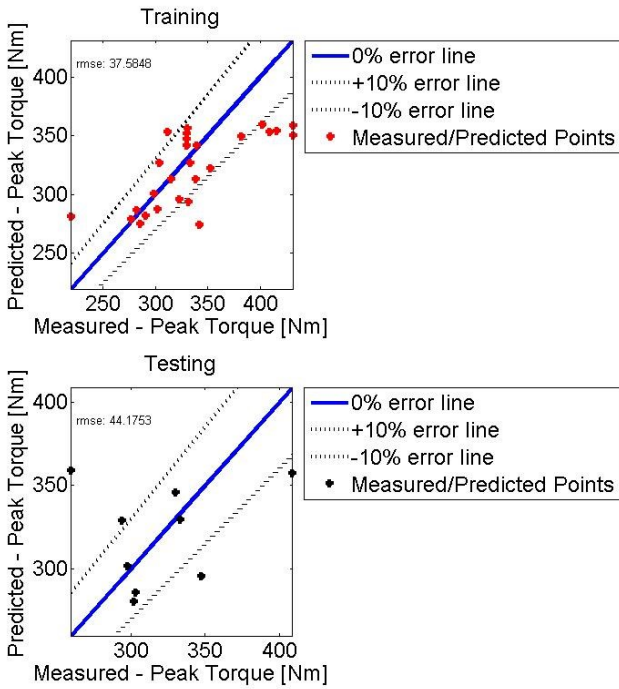 Training
Predicted - Peak Torque [Nm]
400
350
300
250
rmse: 37.5848
250 300 350 400
Measured - Peak Torque [Nm]
0% error line
+10% error line
-10% error line
Measured/Predicted Points
Testing
Predicted - Peak Torque [Nm]
400
350
300
rmse: 44.1753
300 350 400
Measured - Peak Torque [Nm]
0% error line
+10% error line
-10% error line
Measured/Predicted Points